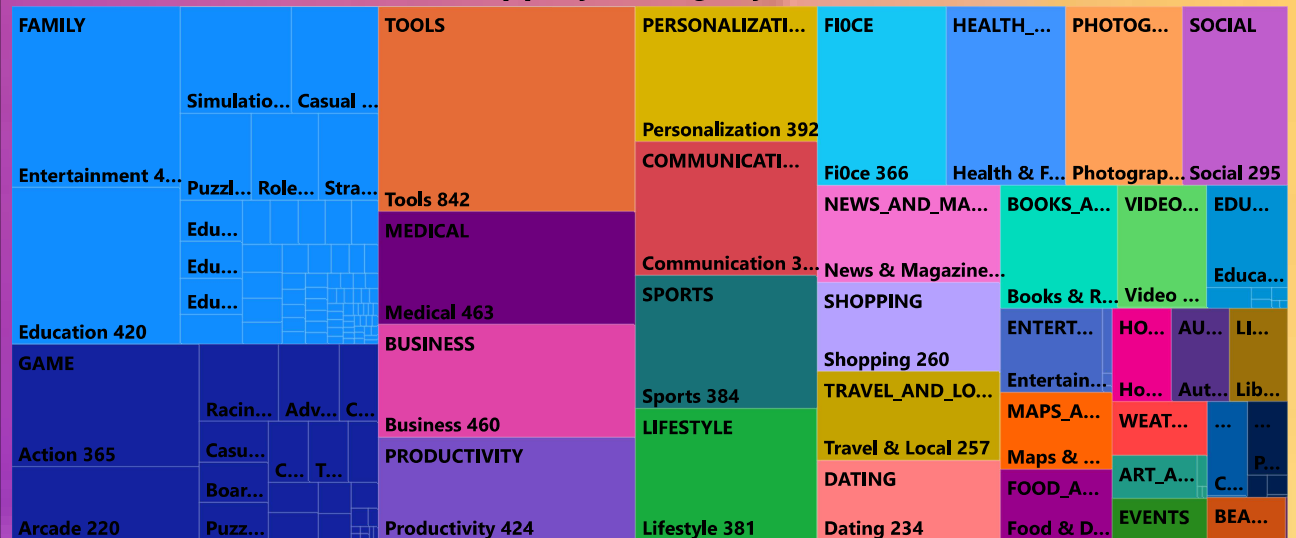 FAMILY
Simulatio...
Casual ...
Entertainment 4...
Puzzl...
Role...
Stra...
Edu...
Edu...
Edu...
Education 420
GAME
Racin...
Adv...
C...
Action 365
Casu...
C...
T...
Boar...
Arcade 220
Puzz...
TOOLS
Tools 842
MEDICAL
Medical 463
BUSINESS
Business 460
PRODUCTIVITY
Productivity 424
PERSONALIZATI...
Personalization 392
COMMUNICATI...
Communication 3...
SPORTS
Sports 384
LIFESTYLE
Lifestyle 381
FI0CE
Fi0ce 366
HEALTH_...
Health & F...
PHOTOG...
Photograp...
SOCIAL
Social 295
NEWS_AND_MA...
News & Magazine...
SHOPPING
Shopping 260
TRAVEL_AND_LO...
Travel & Local 257
DATING
Dating 234
BOOKS_A...
Books & R...
VIDEO...
Video ...
EDU...
Educa...
ENTERT...
Entertain...
MAPS_A...
Maps & ...
FOOD_A...
Food & D...
HO...
Ho...
AU...
Aut...
LI...
Lib...
WEAT...
ART_A...
EVENTS
...
C...
...
P...
BEA...